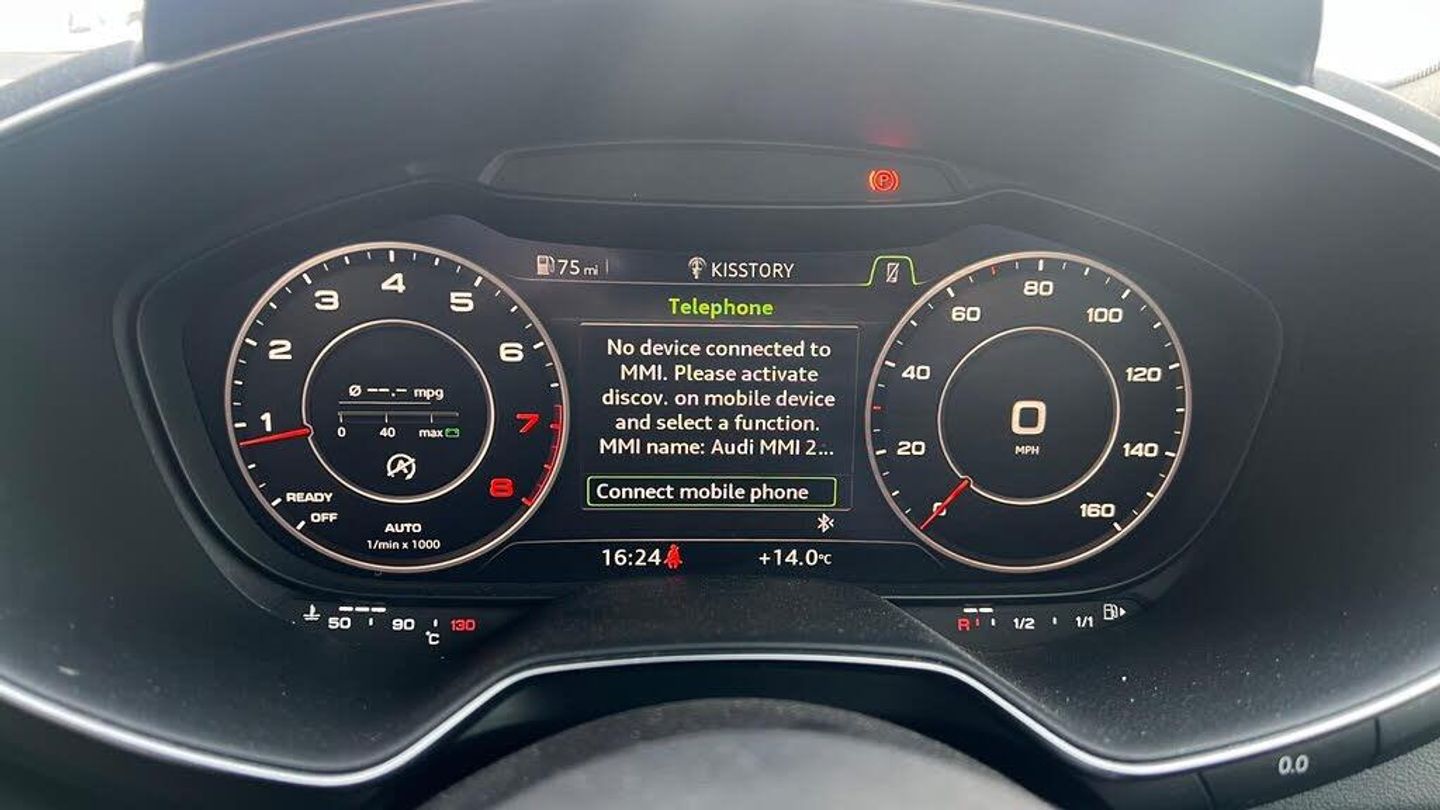 75 mi
KISSTORY
Telephone
No device connected to
MMI. Please activate
discov. on mobile device
and select a function.
MMI name: Audi MMI 2...
Connect mobile phone
16:24
+14.0°C
1
2
3
4
5
6
7
8
Ø --.- mpg
0 40 max
READY
OFF
AUTO
1/min x 1000
0
20
40
60
80
100
120
140
160
0
MPH
P
50 90 130
°C
R 1/2 1/1
0.0